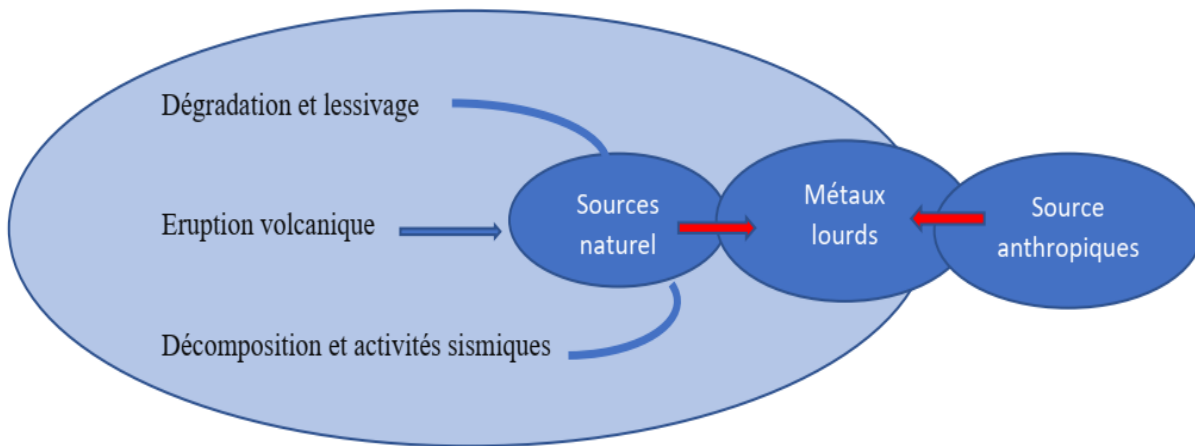 Dégradation et lessivage
Eruption volcanique
Décomposition et activités sismiques
Sources
naturel
Métaux
lourds
Source
anthropiques